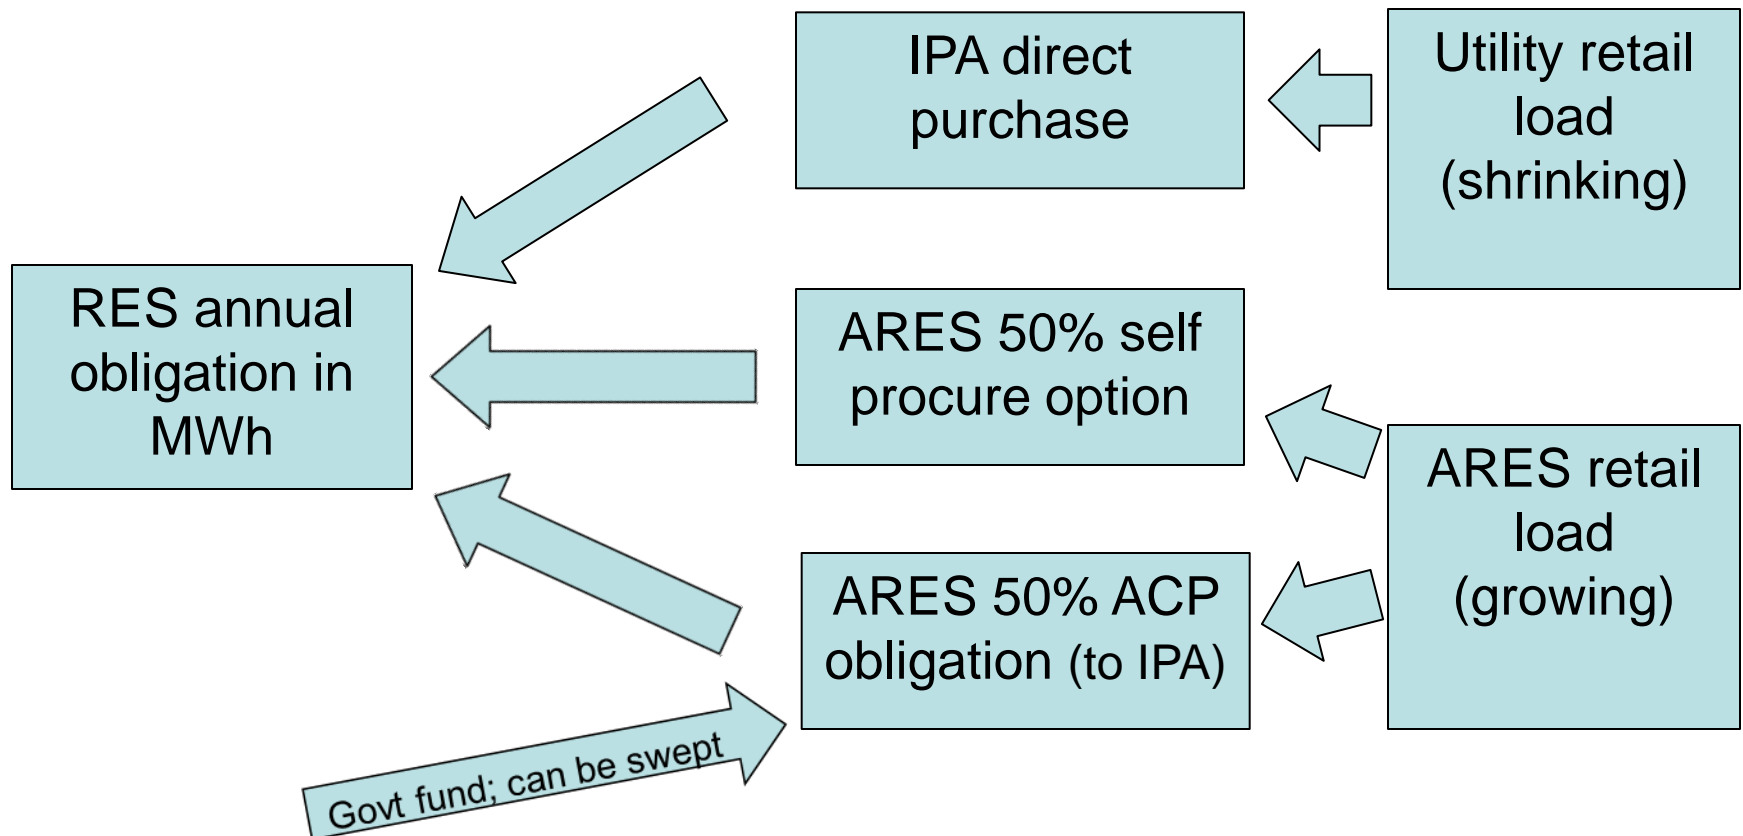 IPA direct
purchase
Utility retail
load
(shrinking)
RES annual
obligation in
MWh
ARES 50% self
procure option
ARES retail
load
(growing)
ARES 50% ACP
obligation (to IPA)
Govt fund; can be swept